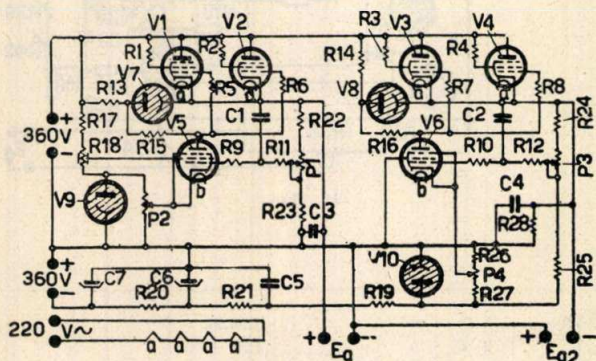 V1 V2 V3 V4
R1 R2 R3 R4
R14
R13 V7 V8
a a a a
R5 R6 R7 R8
R17 C1 C2 R24
+ 360V -
R18 R15 V5 R22 R16 V6
R9 R11 P1 R10 R12 P3
b b
V9 P2 R23 C3 C4
R28
V10 R26 R25
+ 360V -
C7 C6 C5 P4
R20 R21 R19 R27
220 V~
a a a a
+ Ea - + Eg2 -